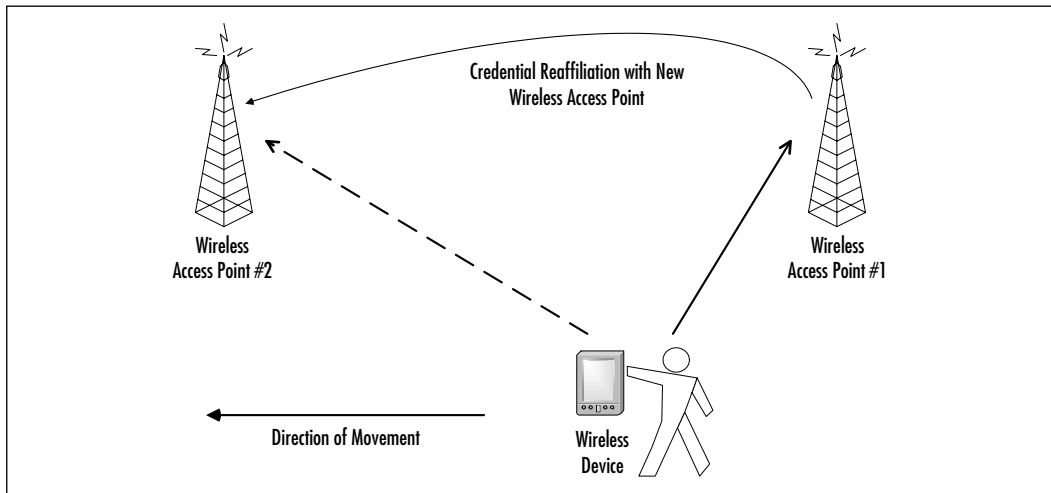 Credential Reaffiliation with New
Wireless Access Point
Wireless
Access Point #2
Wireless
Access Point #1
Direction of Movement
Wireless
Device